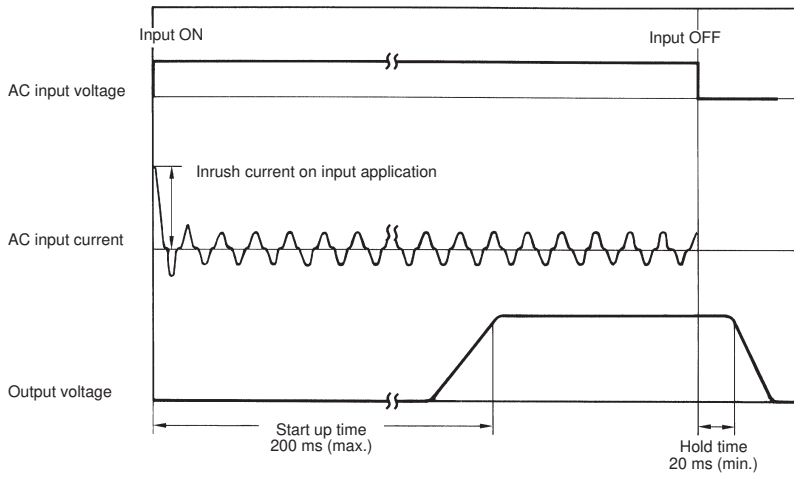 Input ON
Input OFF
AC input voltage
Inrush current on input application
AC input current
Output voltage
Start up time
200 ms (max.)
Hold time
20 ms (min.)